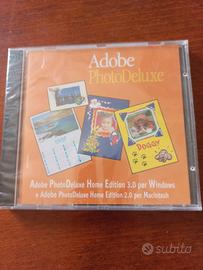 Adobe
PhotoDeluxe
DOGGY
Adobe PhotoDeluxe Home Edition 3.0 per Windows
e Adobe PhotoDeluxe Home Edition 2.0 per Macintosh
subito